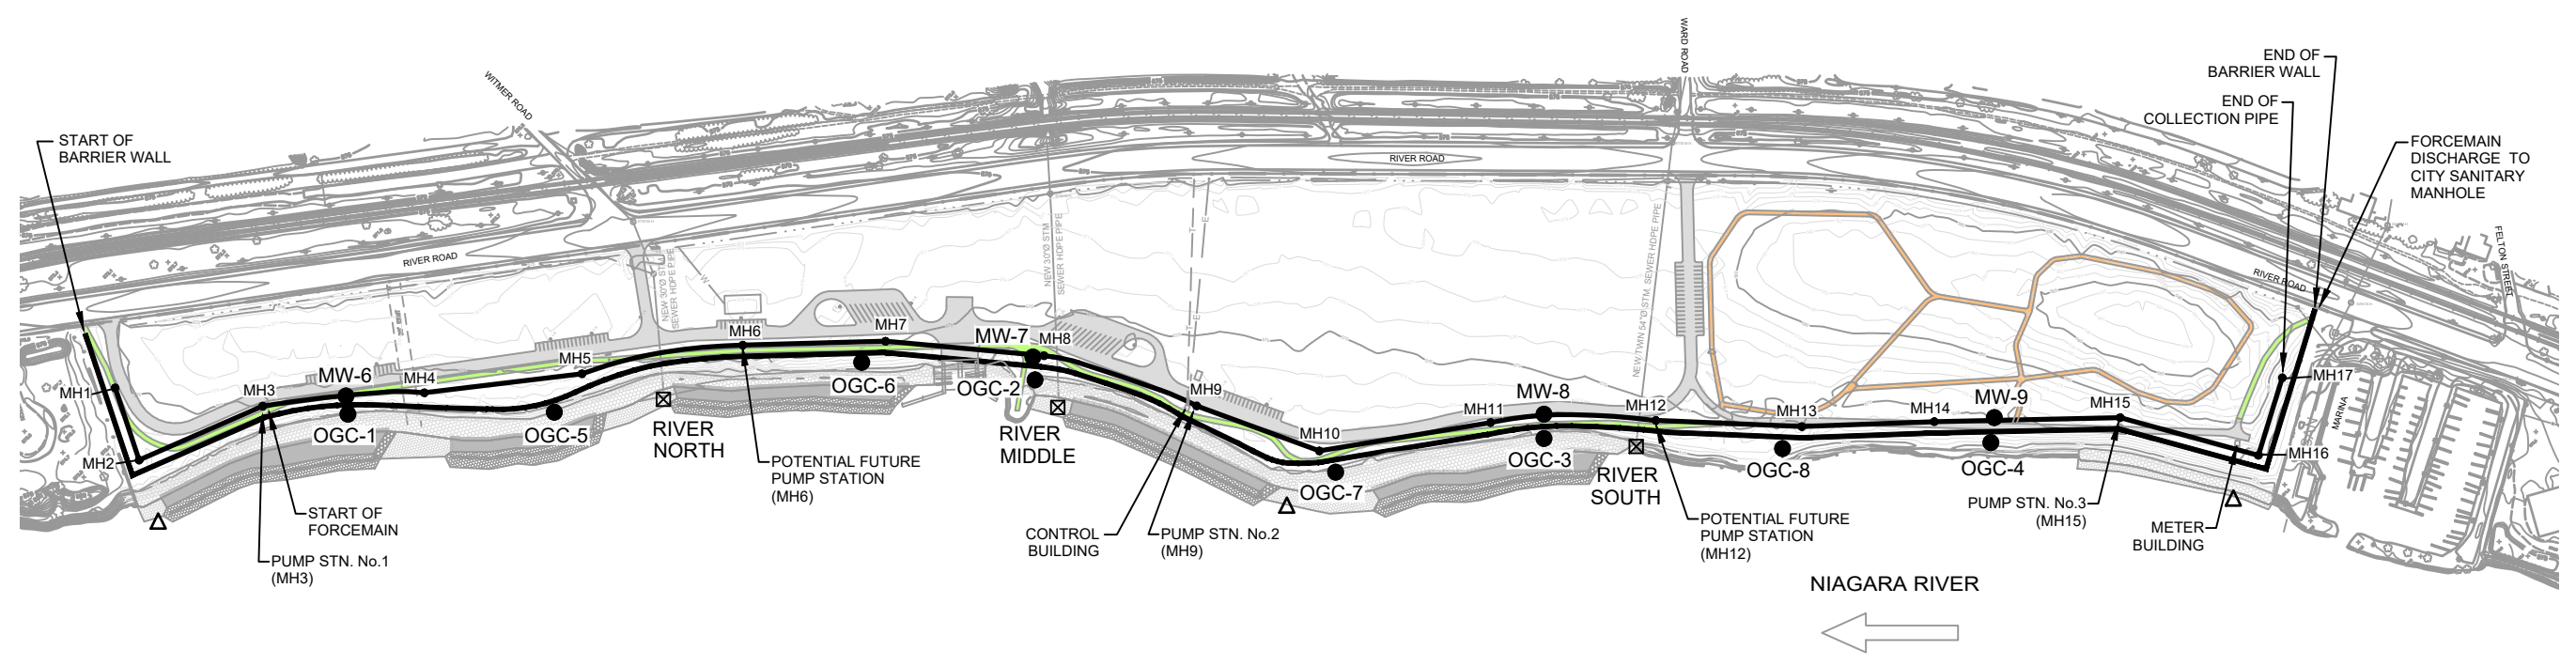 WARD ROAD
WITMER ROAD
END OF
BARRIER WALL
END OF
COLLECTION PIPE
START OF
BARRIER WALL
FORCEMAIN
DISCHARGE TO
CITY SANITARY
MANHOLE
RIVER ROAD
RIVER ROAD
RIVER ROAD
FELTON STREET
NEW 30"Ø STM.
SEWER HDPE PIPE
NEW 30"Ø STM.
SEWER HDPE PIPE
NEW TWIN 54"Ø STM. SEWER HDPE PIPE
T
E
T
E
W
MH1
MH2
MH3
MW-6
MH4
MH5
MH6
MH7
MW-7
MH8
MH9
MH10
MH11
MW-8
MH12
MH13
MH14
MW-9
MH15
MH16
MH17
MARINA
OGC-1
OGC-5
OGC-6
OGC-2
OGC-7
OGC-3
OGC-8
OGC-4
RIVER
NORTH
RIVER
MIDDLE
RIVER
SOUTH
POTENTIAL FUTURE
PUMP STATION
(MH6)
START OF
FORCEMAIN
PUMP STN. No.1
(MH3)
CONTROL
BUILDING
PUMP STN. No.2
(MH9)
POTENTIAL FUTURE
PUMP STATION
(MH12)
PUMP STN. No.3
(MH15)
METER
BUILDING
NIAGARA RIVER